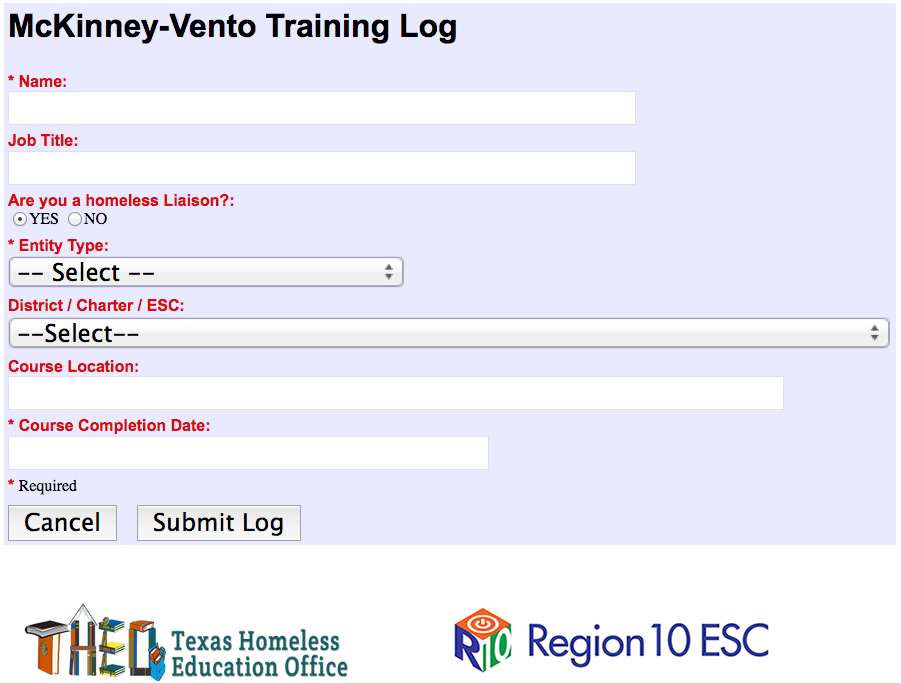 McKinney-Vento Training Log
* Name:
Job Title:
Are you a homeless Liaison?:
YES NO
* Entity Type:
-- Select --
District / Charter / ESC:
--Select--
Course Location:
* Course Completion Date:
* Required
Cancel Submit Log
THEO Texas Homeless
Education Office
R10 Region 10 ESC